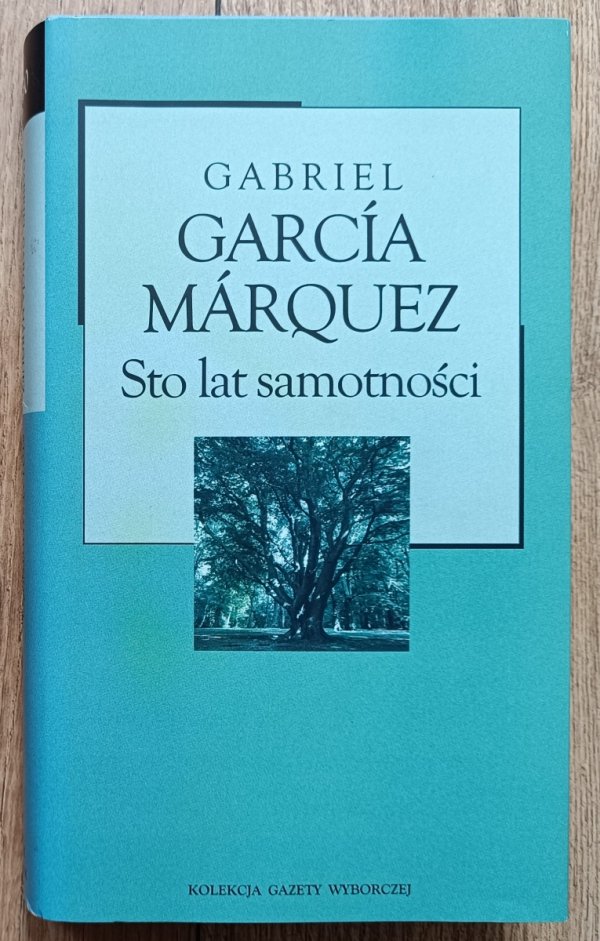 GABRIEL
GARCÍA
MÁRQUEZ
Sto lat samotności
KOLEKCJA GAZETY WYBORCZEJ